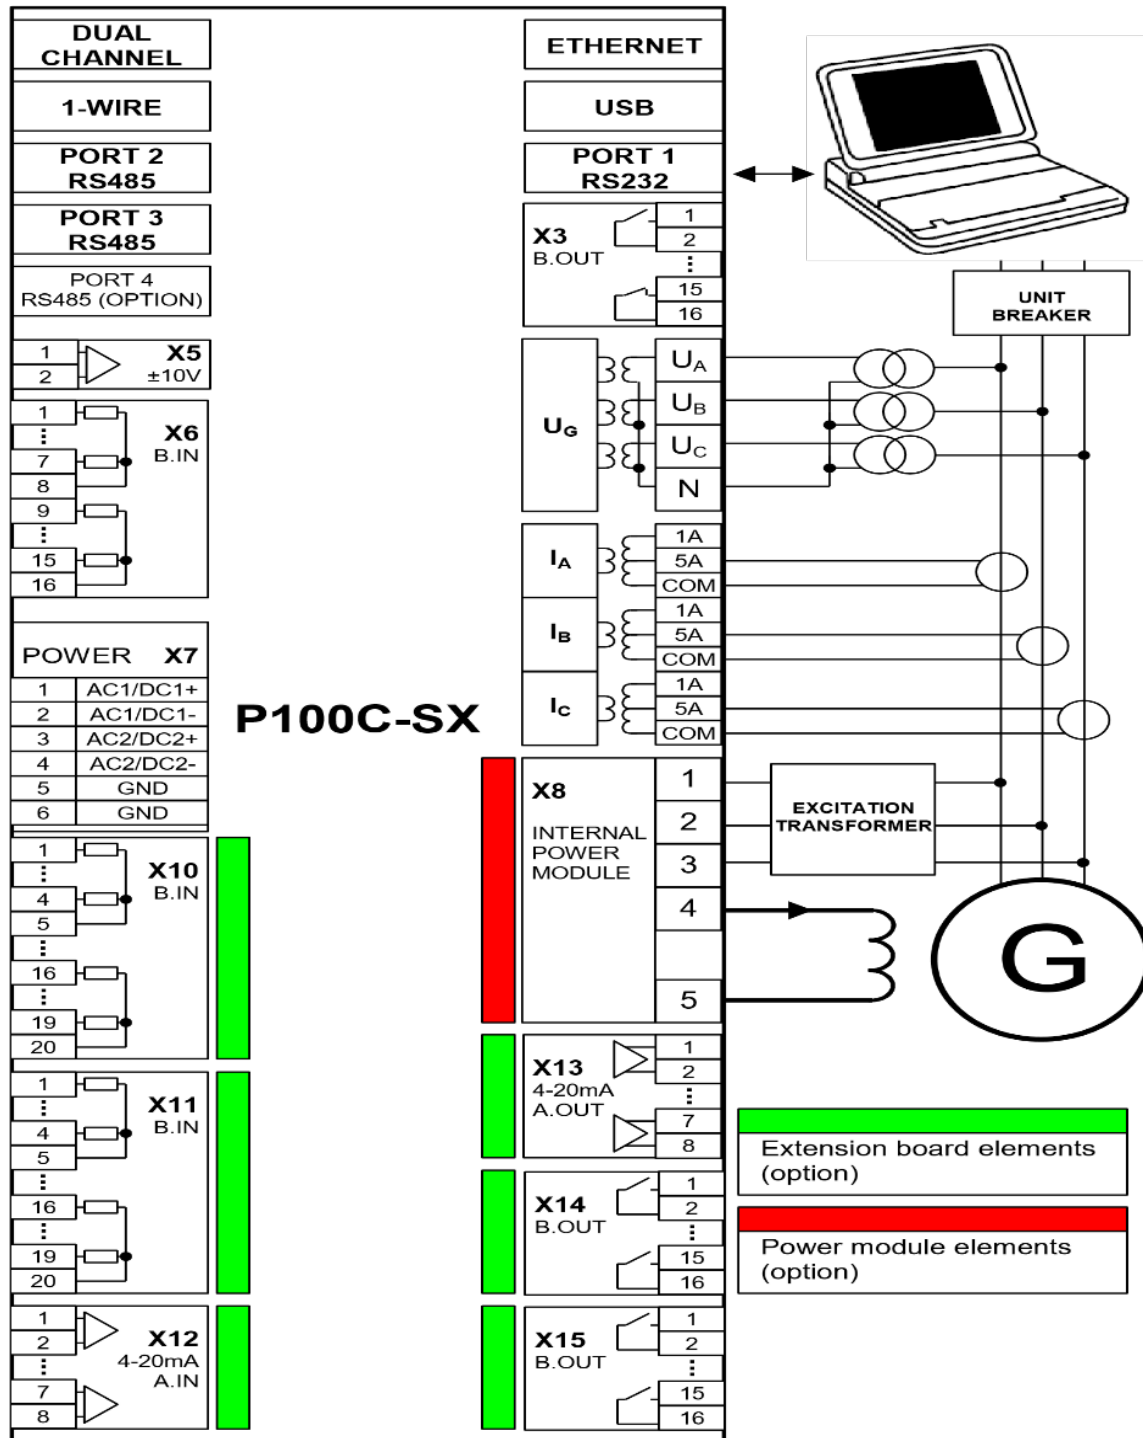 DUAL
CHANNEL
1-WIRE
PORT 2
RS485
PORT 3
RS485
PORT 4
RS485 (OPTION)
1
2
X5
±10V
1
7
8
9
15
16
X6
B.IN
POWER X7
1 AC1/DC1+
2 AC1/DC1-
3 AC2/DC2+
4 AC2/DC2-
5 GND
6 GND
1
4
5
16
19
20
X10
B.IN
1
4
5
16
19
20
X11
B.IN
1
2
7
8
X12
4-20mA
A.IN
P100C-SX
ETHERNET
USB
PORT 1
RS232
X3
B.OUT
1
2
15
16
UG
UA
UB
UC
N
IA
1A
5A
COM
IB
1A
5A
COM
IC
1A
5A
COM
X8
INTERNAL
POWER
MODULE
1
2
3
4
5
X13
4-20mA
A.OUT
1
2
7
8
X14
B.OUT
1
2
15
16
X15
B.OUT
1
2
15
16
UNIT
BREAKER
EXCITATION
TRANSFORMER
G
Extension board elements
(option)
Power module elements
(option)